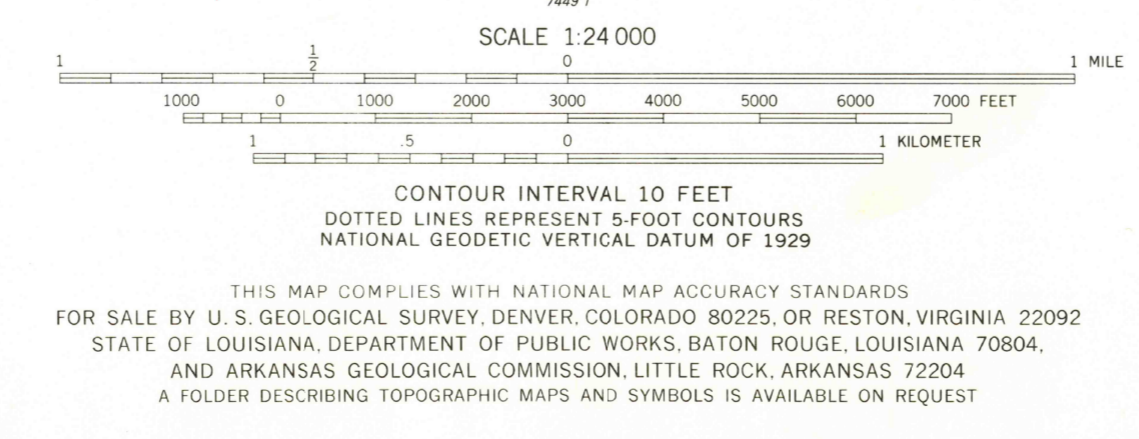 SCALE 1:24 000
1 1/2 0 1 MILE
1000 0 1000 2000 3000 4000 5000 6000 7000 FEET
1 .5 0 1 KILOMETER
CONTOUR INTERVAL 10 FEET
DOTTED LINES REPRESENT 5-FOOT CONTOURS
NATIONAL GEODETIC VERTICAL DATUM OF 1929
THIS MAP COMPLIES WITH NATIONAL MAP ACCURACY STANDARDS
FOR SALE BY U. S. GEOLOGICAL SURVEY, DENVER, COLORADO 80225, OR RESTON, VIRGINIA 22092
STATE OF LOUISIANA, DEPARTMENT OF PUBLIC WORKS, BATON ROUGE, LOUISIANA 70804,
AND ARKANSAS GEOLOGICAL COMMISSION, LITTLE ROCK, ARKANSAS 72204
A FOLDER DESCRIBING TOPOGRAPHIC MAPS AND SYMBOLS IS AVAILABLE ON REQUEST